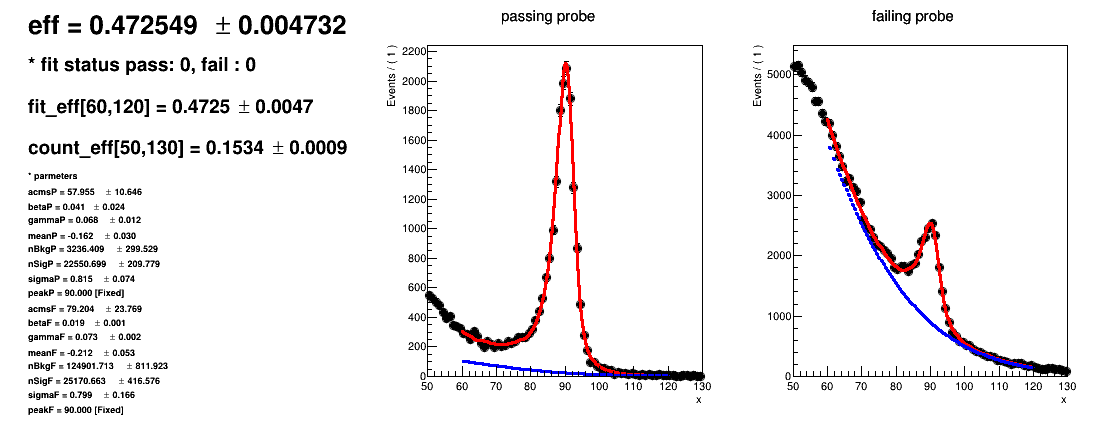 eff = 0.472549 ± 0.004732
* fit status pass: 0, fail : 0
fit_eff[60,120] = 0.4725 ± 0.0047
count_eff[50,130] = 0.1534 ± 0.0009
* parmeters
acmsP = 57.955 ± 10.646
betaP = 0.041 ± 0.024
gammaP = 0.068 ± 0.012
meanP = -0.162 ± 0.030
nBkgP = 3236.409 ± 299.529
nSigP = 22550.699 ± 209.779
sigmaP = 0.815 ± 0.074
peakP = 90.000 [Fixed]
acmsF = 79.204 ± 23.769
betaF = 0.019 ± 0.001
gammaF = 0.073 ± 0.002
meanF = -0.212 ± 0.053
nBkgF = 124901.713 ± 811.923
nSigF = 25170.663 ± 416.576
sigmaF = 0.799 ± 0.166
peakF = 90.000 [Fixed]
passing probe
Events / ( 1 )
2200
2000
1800
1600
1400
1200
1000
800
600
400
200
0
50 60 70 80 90 100 110 120 130
x
failing probe
Events / ( 1 )
5000
4000
3000
2000
1000
0
50 60 70 80 90 100 110 120 130
x